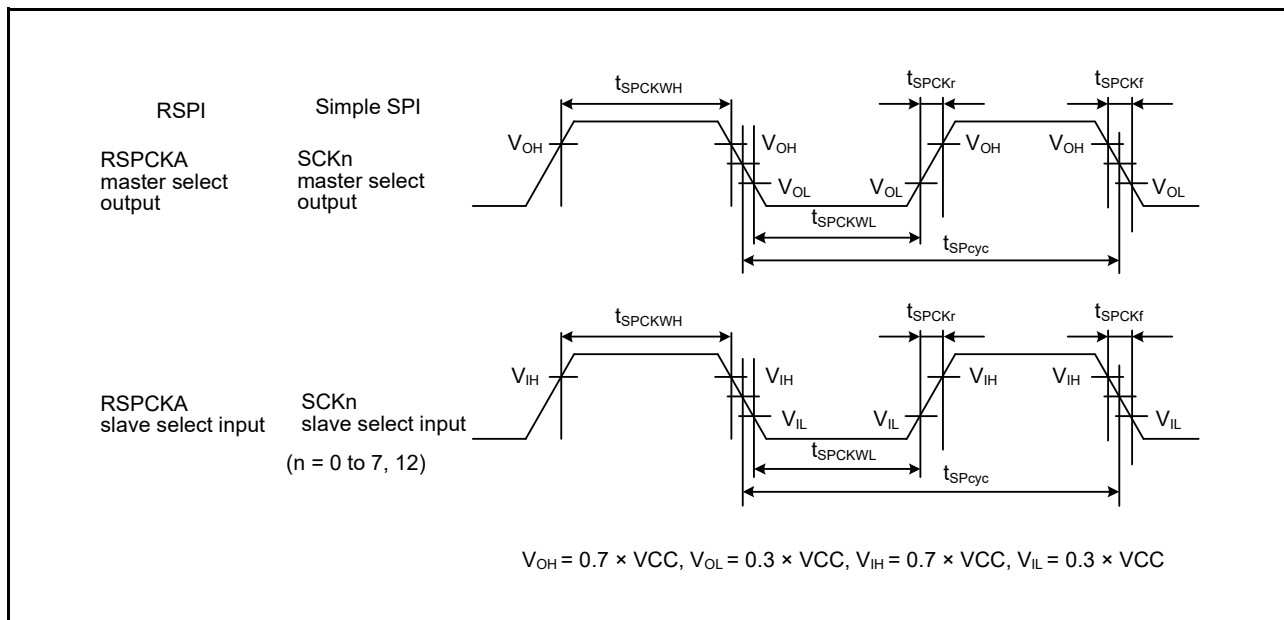 RSPI
Simple SPI
RSPCKA
master select
output
SCKn
master select
output
tSPCKWH
tSPCKr
tSPCKf
VOH
VOH
VOL
VOL
VOH
VOH
VOL
tSPCKWL
tSPcyc
RSPCKA
slave select input
SCKn
slave select input
(n = 0 to 7, 12)
tSPCKWH
tSPCKr
tSPCKf
VIH
VIH
VIL
VIL
VIH
VIH
VIL
tSPCKWL
tSPcyc
VOH = 0.7 × VCC, VOL = 0.3 × VCC, VIH = 0.7 × VCC, VIL = 0.3 × VCC